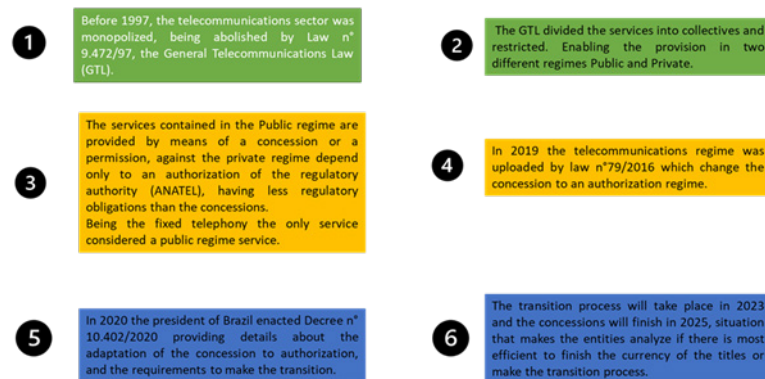 1
Before 1997, the telecommunications sector was
monopolized, being abolished by Law n°
9.472/97, the General Telecommunications Law
(GTL).
2
The GTL divided the services into collectives and
restricted. Enabling the provision in two
different regimes Public and Private.
3
The services contained in the Public regime are
provided by means of a concession or a
permission, against the private regime depend
only to an authorization of the regulatory
authority (ANATEL), having less regulatory
obligations than the concessions.
Being the fixed telephony the only service
considered a public regime service.
4
In 2019 the telecommunications regime was
uploaded by law n°79/2016 which change the
concession to an authorization regime.
5
In 2020 the president of Brazil enacted Decree n°
10.402/2020 providing details about the
adaptation of the concession to authorization,
and the requirements to make the transition.
6
The transition process will take place in 2023
and the concessions will finish in 2025, situation
that makes the entities analyze if there is most
efficient to finish the currency of the titles or
make the transition process.